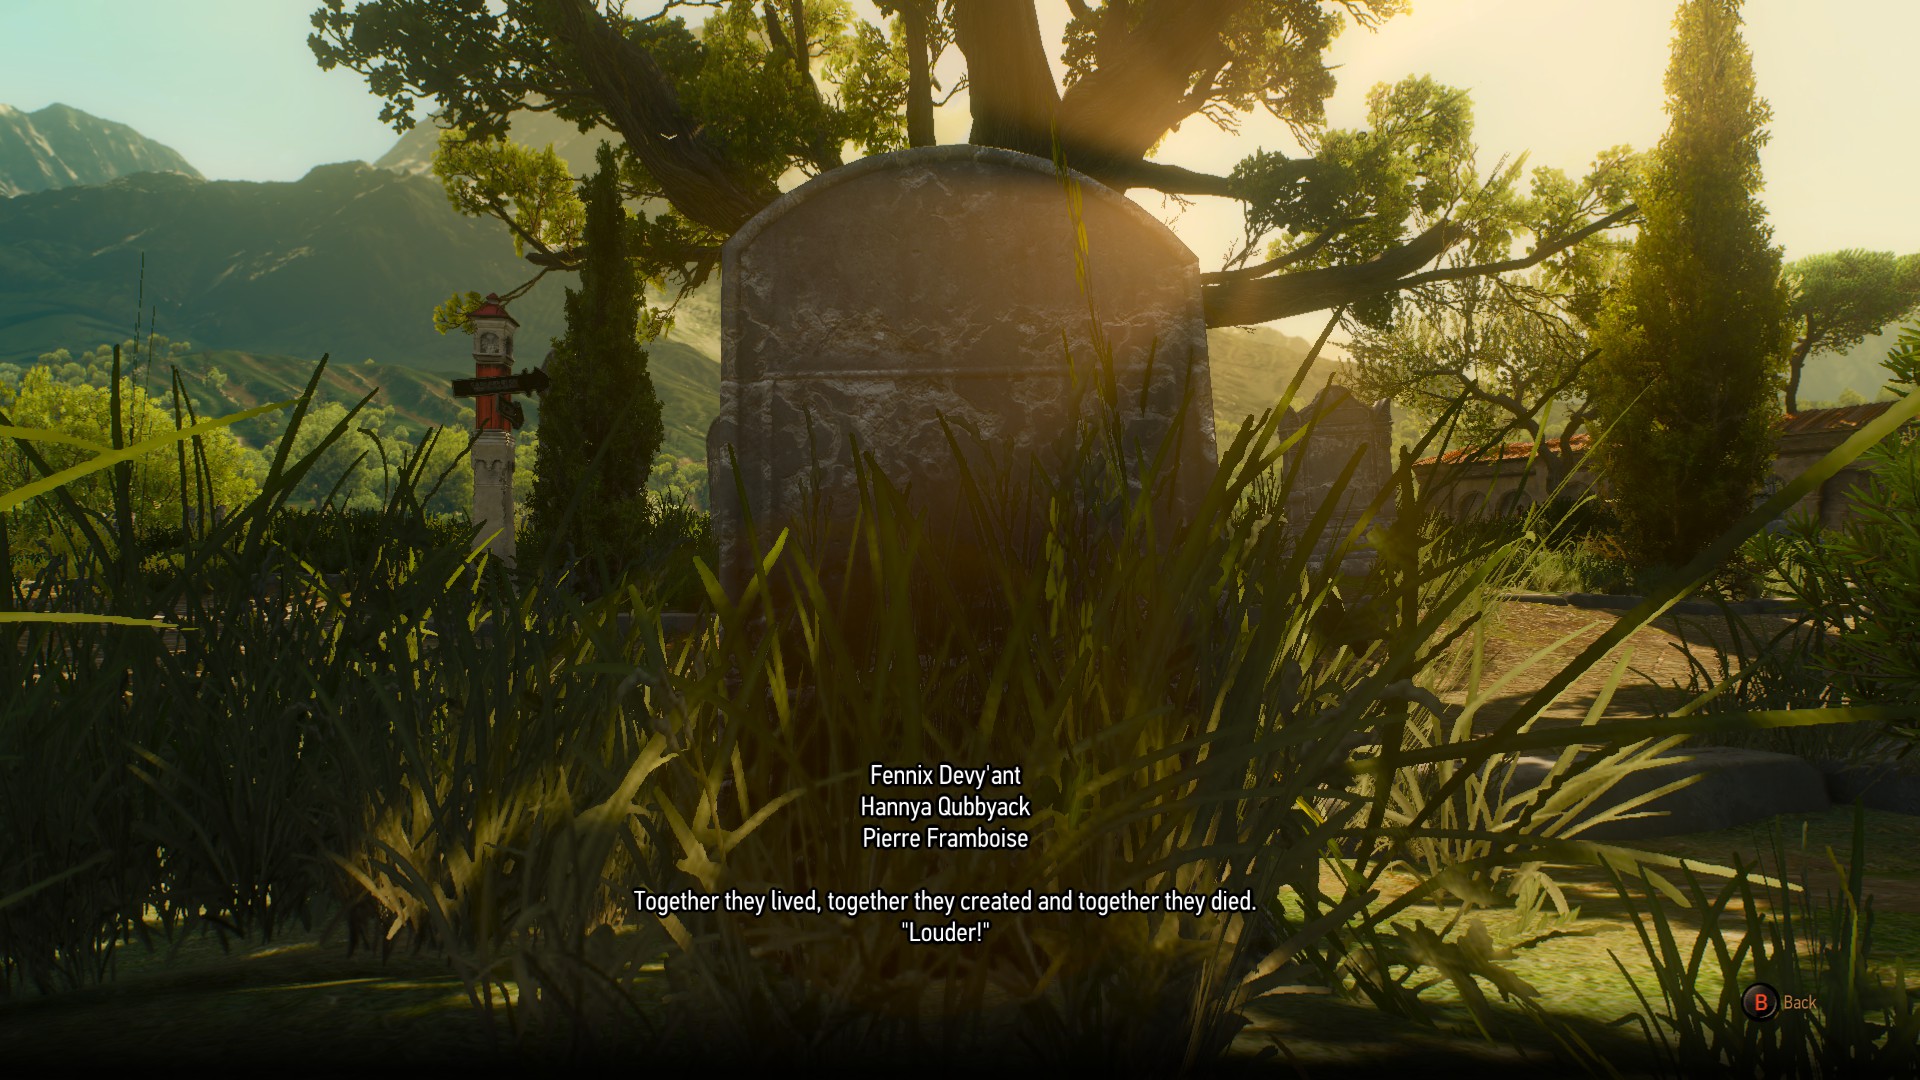 Fennix Devy'ant
Hannya Qubbyack
Pierre Framboise
Together they lived, together they created and together they died.
"Louder!"
B Back